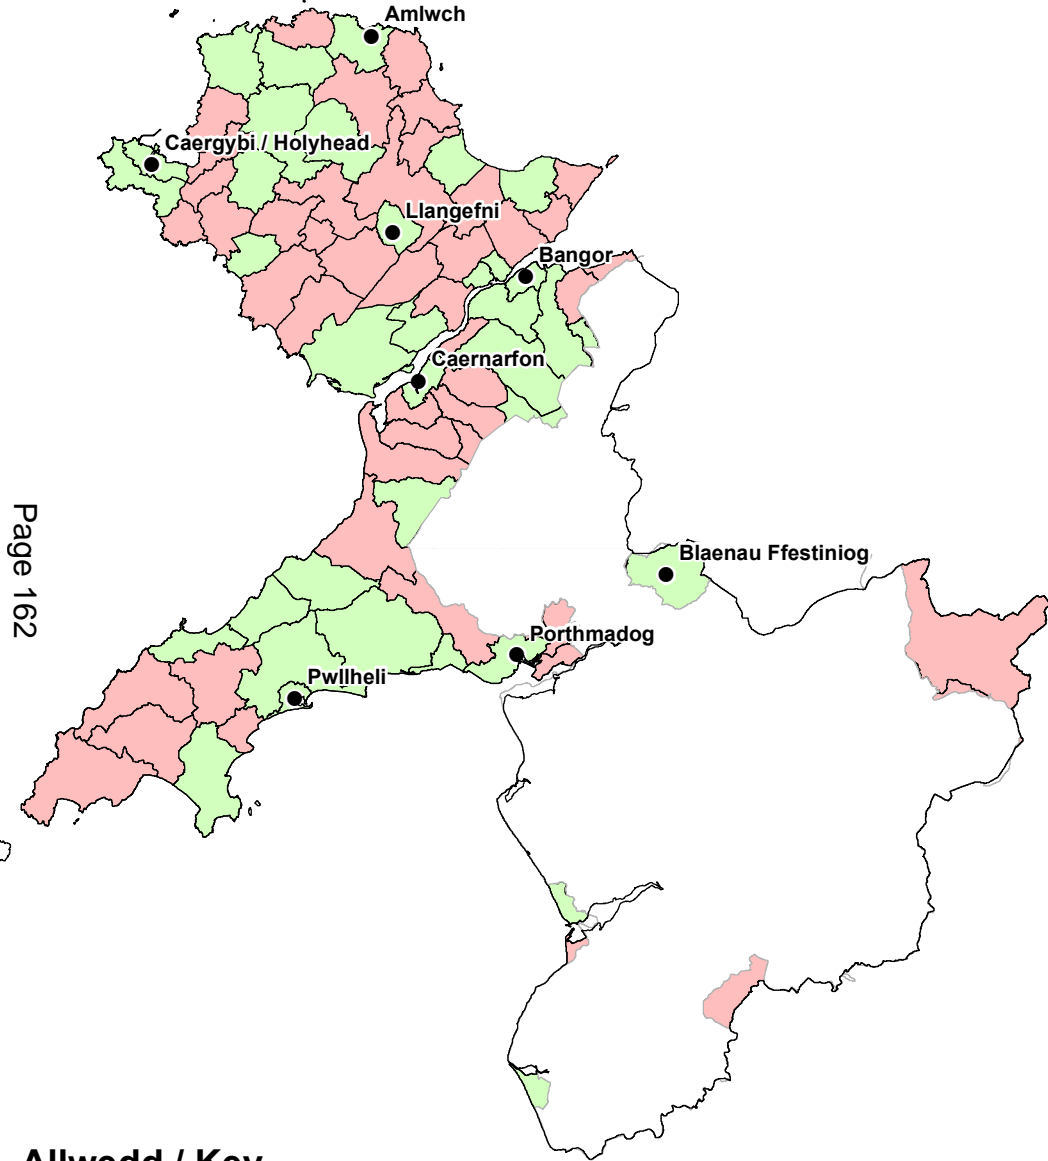 Amlwch
Caergybi / Holyhead
Llangefni
Bangor
Caernarfon
Page 162
Blaenau Ffestiniog
Porthmadog
Pwllheli
Allwedd / Key